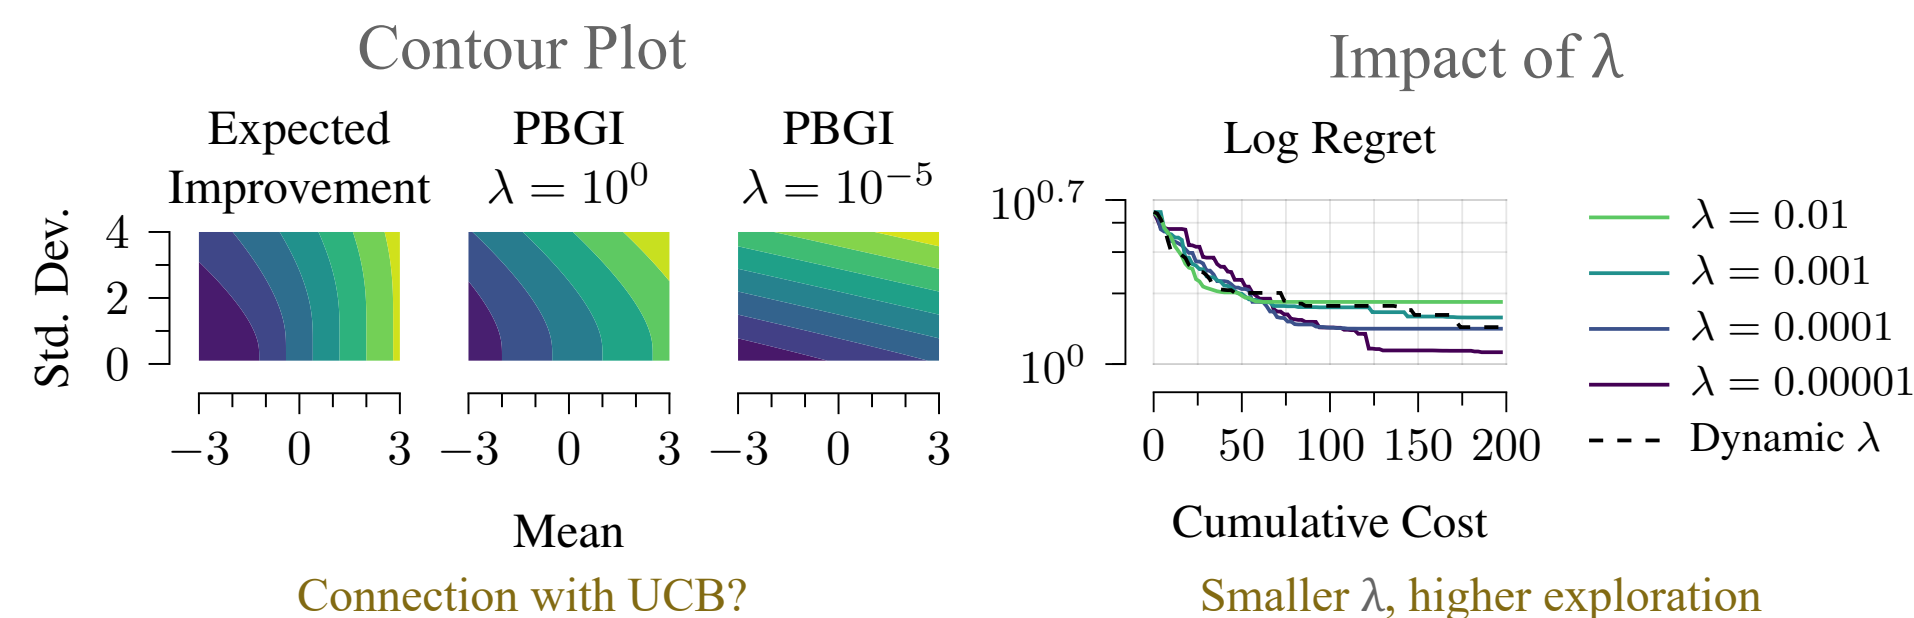 Contour Plot
Expected
Improvement
PBGI
λ = 10⁰
PBGI
λ = 10⁻⁵
Std. Dev.
4
2
0
−3 0 3
−3 0 3
−3 0 3
Mean
Connection with UCB?
Impact of λ
Log Regret
10⁰·⁷
10⁰
0 50 100 150 200
Cumulative Cost
λ = 0.01
λ = 0.001
λ = 0.0001
λ = 0.00001
Dynamic λ
Smaller λ, higher exploration